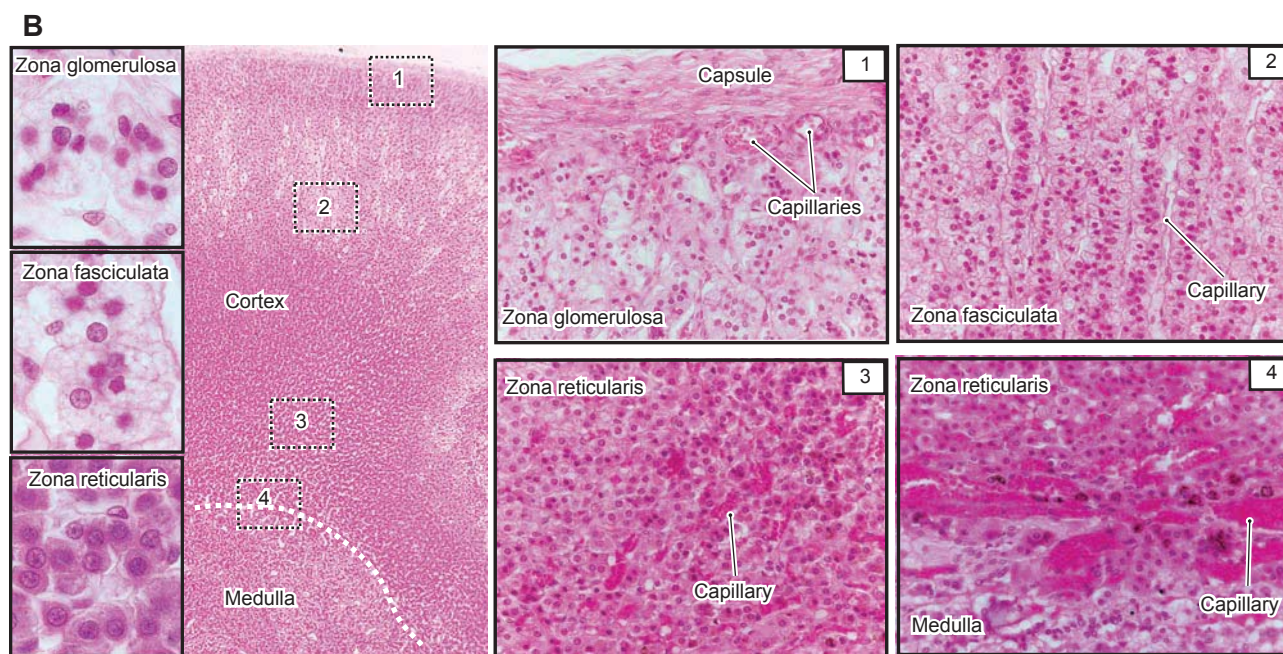 B
Zona glomerulosa
Zona fasciculata
Zona reticularis
1
2
Cortex
3
4
Medulla
Capsule
1
Capillaries
Zona glomerulosa
2
Capillary
Zona fasciculata
Zona reticularis
3
Capillary
Zona reticularis
4
Capillary
Medulla